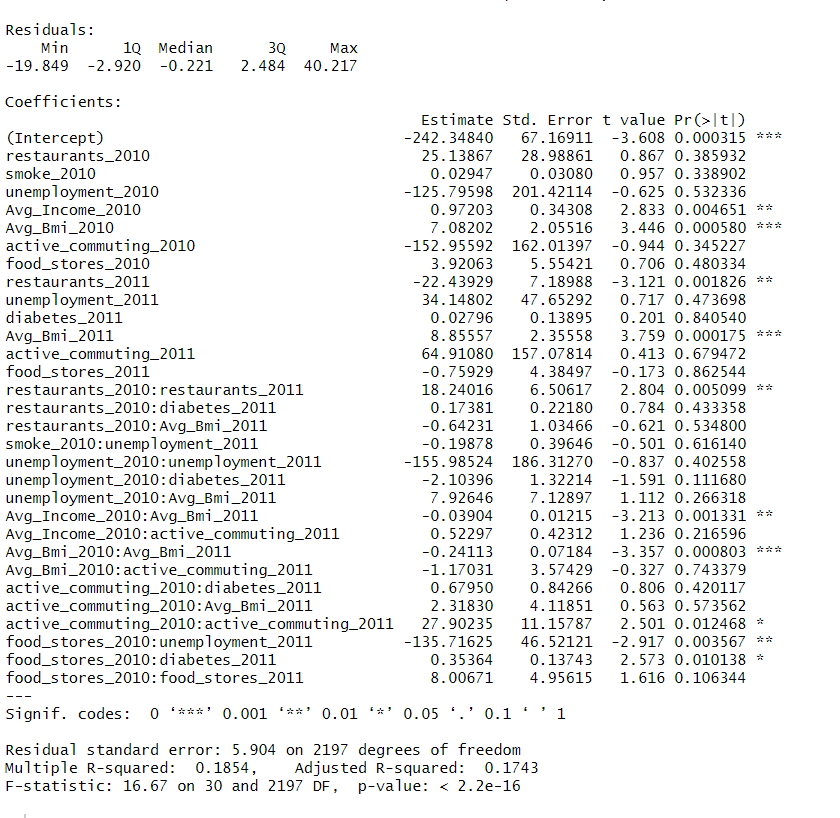 Residuals:
Min 1Q Median 3Q Max
-19.849 -2.920 -0.221 2.484 40.217
Coefficients:
Estimate Std. Error t value Pr(>|t|)
(Intercept) -242.34840 67.16911 -3.608 0.000315 ***
restaurants_2010 25.13867 28.98861 0.867 0.385932
smoke_2010 0.02947 0.03080 0.957 0.338902
unemployment_2010 -125.79598 201.42114 -0.625 0.532336
Avg_Income_2010 0.97203 0.34308 2.833 0.004651 **
Avg_Bmi_2010 7.08202 2.05516 3.446 0.000580 ***
active_commuting_2010 -152.95592 162.01397 -0.944 0.345227
food_stores_2010 3.92063 5.55421 0.706 0.480334
restaurants_2011 -22.43929 7.18988 -3.121 0.001826 **
unemployment_2011 34.14802 47.65292 0.717 0.473698
diabetes_2011 0.02796 0.13895 0.201 0.840540
Avg_Bmi_2011 8.85557 2.35558 3.759 0.000175 ***
active_commuting_2011 64.91080 157.07814 0.413 0.679472
food_stores_2011 -0.75929 4.38497 -0.173 0.862544
restaurants_2010:restaurants_2011 18.24016 6.50617 2.804 0.005099 **
restaurants_2010:diabetes_2011 0.17381 0.22180 0.784 0.433358
restaurants_2010:Avg_Bmi_2011 -0.64231 1.03466 -0.621 0.534800
smoke_2010:unemployment_2011 -0.19878 0.39646 -0.501 0.616140
unemployment_2010:unemployment_2011 -155.98524 186.31270 -0.837 0.402558
unemployment_2010:diabetes_2011 -2.10396 1.32214 -1.591 0.111680
unemployment_2010:Avg_Bmi_2011 7.92646 7.12897 1.112 0.266318
Avg_Income_2010:Avg_Bmi_2011 -0.03904 0.01215 -3.213 0.001331 **
Avg_Income_2010:active_commuting_2011 0.52297 0.42312 1.236 0.216596
Avg_Bmi_2010:Avg_Bmi_2011 -0.24113 0.07184 -3.357 0.000803 ***
Avg_Bmi_2010:active_commuting_2011 -1.17031 3.57429 -0.327 0.743379
active_commuting_2010:diabetes_2011 0.67950 0.84266 0.806 0.420117
active_commuting_2010:Avg_Bmi_2011 2.31830 4.11851 0.563 0.573562
active_commuting_2010:active_commuting_2011 27.90235 11.15787 2.501 0.012468 *
food_stores_2010:unemployment_2011 -135.71625 46.52121 -2.917 0.003567 **
food_stores_2010:diabetes_2011 0.35364 0.13743 2.573 0.010138 *
food_stores_2010:food_stores_2011 8.00671 4.95615 1.616 0.106344
---
Signif. codes: 0 ‘***’ 0.001 ‘**’ 0.01 ‘*’ 0.05 ‘.’ 0.1 ‘ ’ 1
Residual standard error: 5.904 on 2197 degrees of freedom
Multiple R-squared: 0.1854, Adjusted R-squared: 0.1743
F-statistic: 16.67 on 30 and 2197 DF, p-value: < 2.2e-16